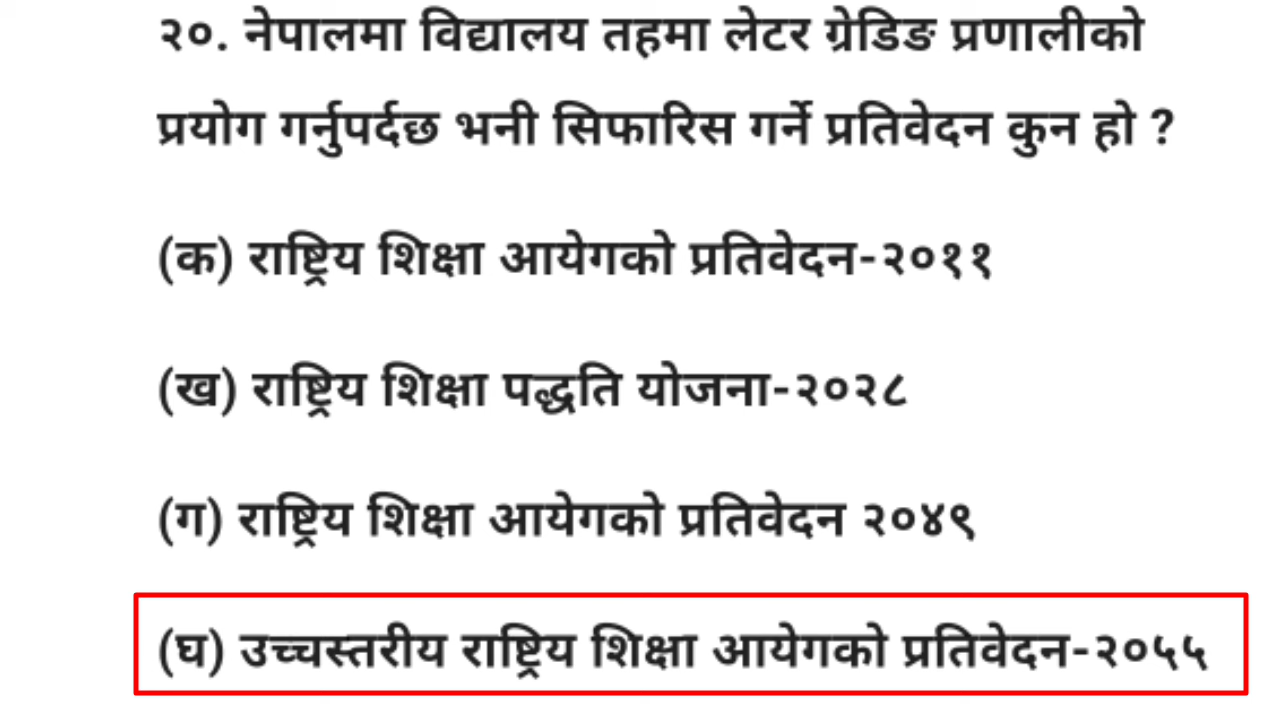 २०. नेपालमा विद्यालय तहमा लेटर ग्रेडिङ प्रणालीको
प्रयोग गर्नुपर्दछ भनी सिफारिस गर्ने प्रतिवेदन कुन हो ?
(क) राष्ट्रिय शिक्षा आयेगको प्रतिवेदन-२०११
(ख) राष्ट्रिय शिक्षा पद्धति योजना-२०२८
(ग) राष्ट्रिय शिक्षा आयेगको प्रतिवेदन २०४९
(घ) उच्चस्तरीय राष्ट्रिय शिक्षा आयेगको प्रतिवेदन-२०५५